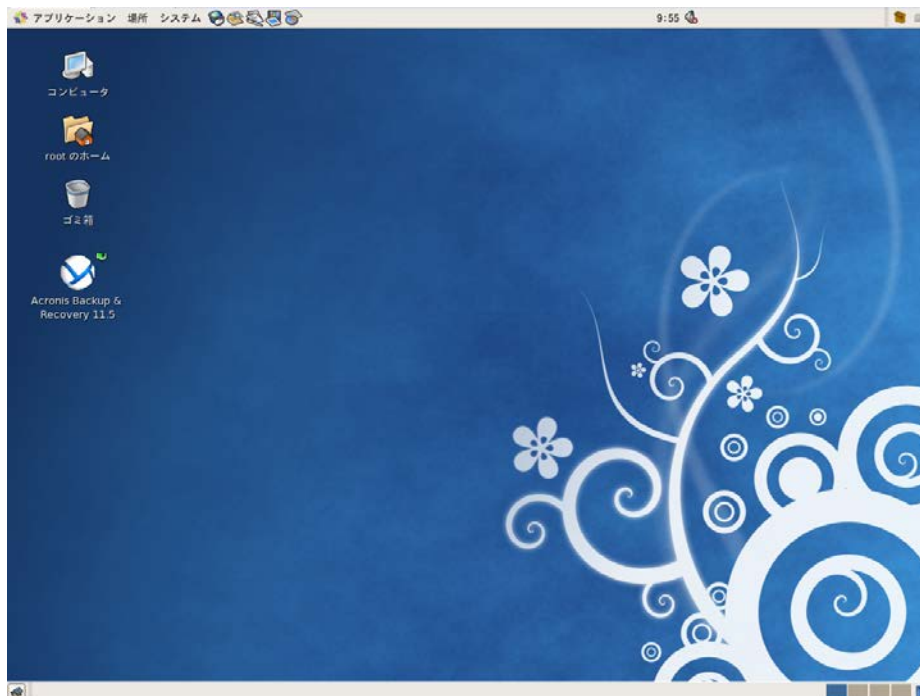 アプリケーション 場所 システム
9:55
コンピュータ
root のホーム
ゴミ箱
Acronis Backup &
Recovery 11.5